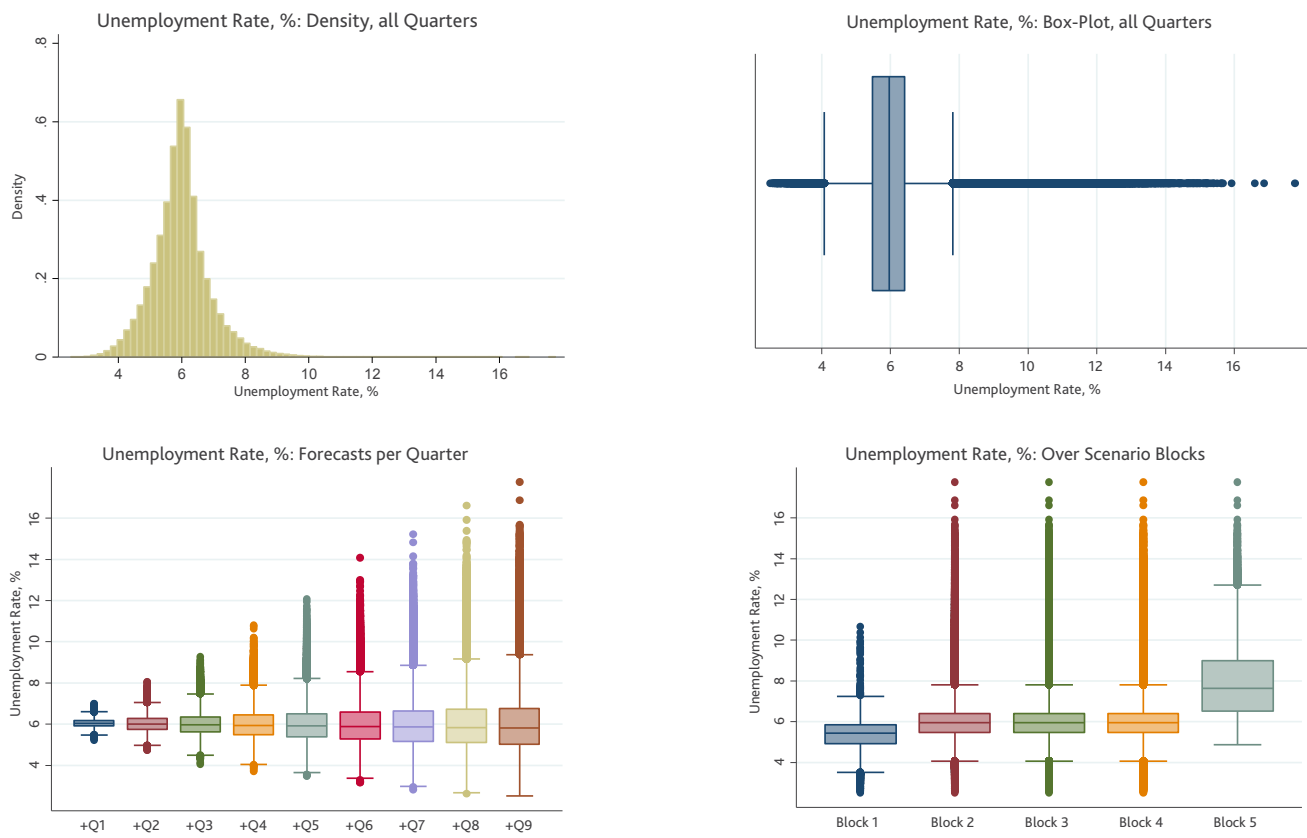 Unemployment Rate, %: Density, all Quarters
.8
.6
.4
.2
0
Density
4 6 8 10 12 14 16
Unemployment Rate, %
Unemployment Rate, %: Box-Plot, all Quarters
4 6 8 10 12 14 16
Unemployment Rate, %
Unemployment Rate, %: Forecasts per Quarter
16
14
12
10
8
6
4
Unemployment Rate, %
+Q1 +Q2 +Q3 +Q4 +Q5 +Q6 +Q7 +Q8 +Q9
Unemployment Rate, %: Over Scenario Blocks
16
14
12
10
8
6
4
Unemployment Rate, %
Block 1 Block 2 Block 3 Block 4 Block 5